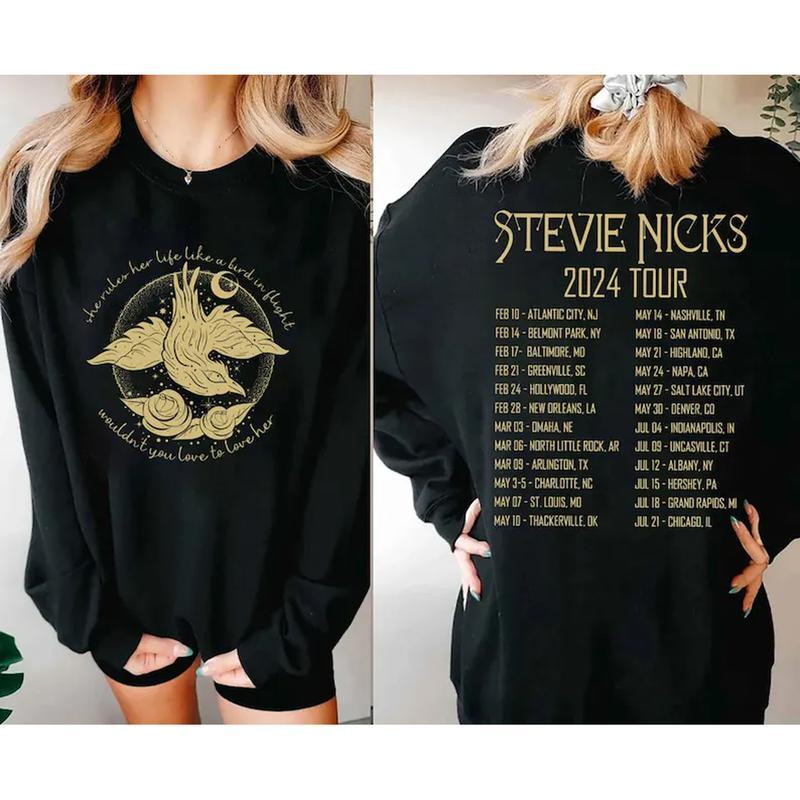 she rules her life like a bird in flight
wouldn't you love to love her
STEVIE NICKS
2024 TOUR
FEB 10 - ATLANTIC CITY, NJ
FEB 14 - BELMONT PARK, NY
FEB 17- BALTIMORE, MD
FEB 21 - GREENVILLE, SC
FEB 24 - HOLLYWOOD, FL
FEB 28 - NEW ORLEANS, LA
MAR 03 - OMAHA, NE
MAR 06- NORTH LITTLE ROCK, AR
MAR 09 - ARLINGTON, TX
MAY 3-5 - CHARLOTTE, NC
MAY 07 - ST. LOUIS, MO
MAY 10 - THACKERVILLE, OK
MAY 14 - NASHVILLE, TN
MAY 18 - SAN ANTONIO, TX
MAY 21 - HIGHLAND, CA
MAY 24 - NAPA, CA
MAY 27 - SALT LAKE CITY, UT
MAY 30 - DENVER, CO
JUL 04 - INDIANAPOLIS, IN
JUL 09 - UNCASVILLE, CT
JUL 12 - ALBANY, NY
JUL 15 - HERSHEY, PA
JUL 18 - GRAND RAPIDS, MI
JUL 21 - CHICAGO, IL